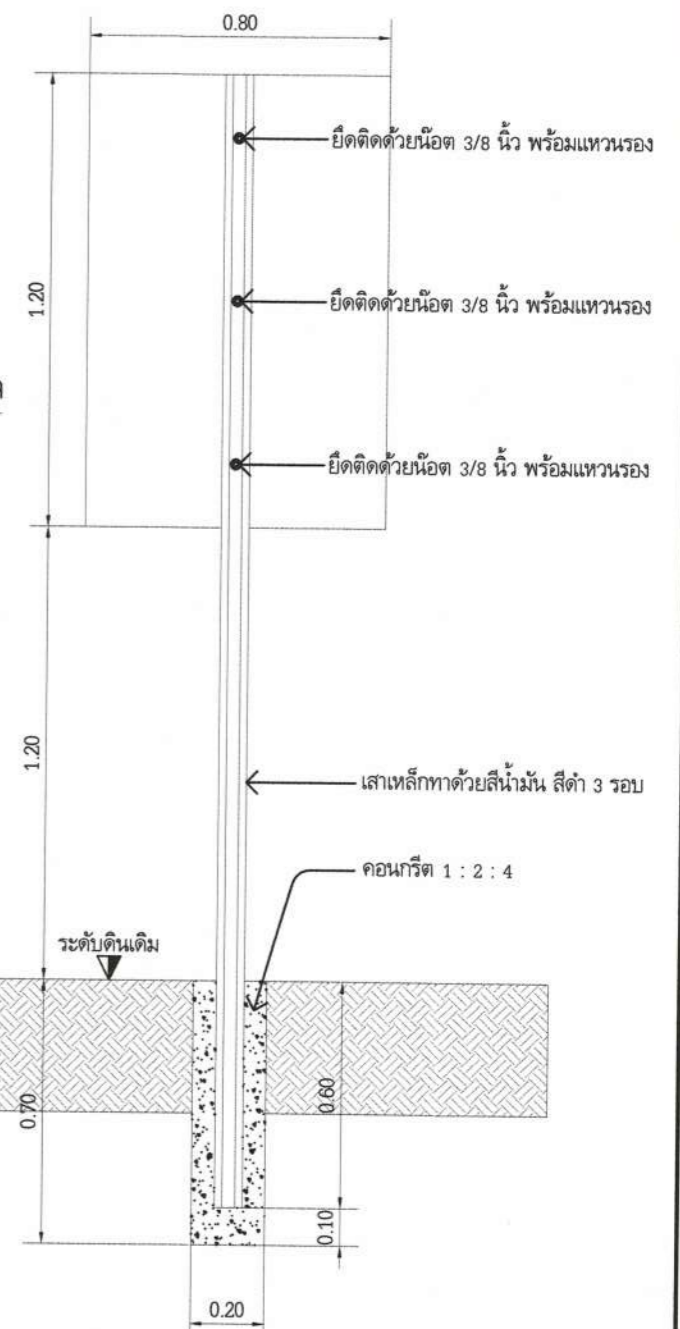 0.80
ยึดติดด้วยน๊อต 3/8 นิ้ว พร้อมแหวนรอง
1.20
ยึดติดด้วยน๊อต 3/8 นิ้ว พร้อมแหวนรอง
ยึดติดด้วยน๊อต 3/8 นิ้ว พร้อมแหวนรอง
1.20
เสาเหล็กทาด้วยสีน้ำมัน สีดำ 3 รอบ
คอนกรีต 1 : 2 : 4
ระดับดินเดิม
0.70
0.60
0.10
0.20